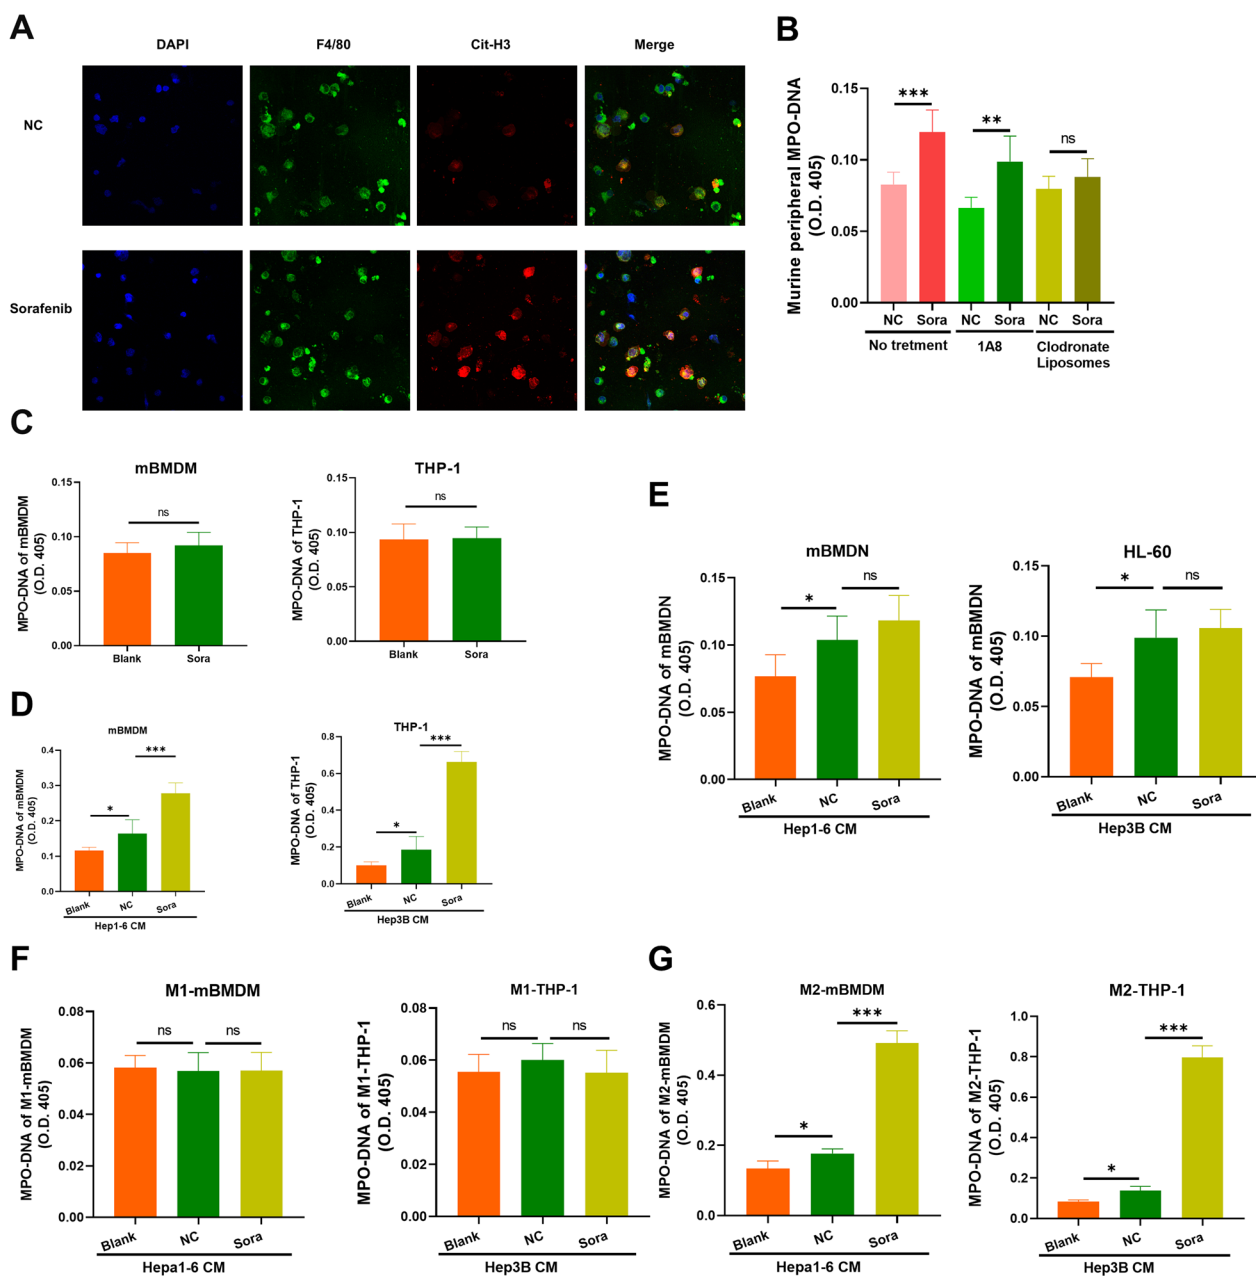 A
DAPI F4/80 Cit-H3 Merge
NC
Sorafenib
B
Murine peripheral MPO-DNA
(O.D. 405)
0.15
0.10
0.05
0.00
*** ** ns
NC Sora NC Sora NC Sora
No tretment 1A8 Clodronate
Liposomes
C
mBMDM
MPO-DNA of mBMDM
(O.D. 405)
0.15
0.10
0.05
0.00
ns
Blank Sora
THP-1
MPO-DNA of THP-1
(O.D. 405)
0.15
0.10
0.05
0.00
ns
Blank Sora
D
mBMDM
MPO-DNA of mBMDM
(O.D. 405)
0.4
0.3
0.2
0.1
0.0
* ***
Blank NC Sora
Hep1-6 CM
THP-1
MPO-DNA of THP-1
(O.D. 405)
0.8
0.6
0.4
0.2
0.0
* ***
Blank NC Sora
Hep3B CM
E
mBMDN
MPO-DNA of mBMDN
(O.D. 405)
0.15
0.10
0.05
0.00
* ns
Blank NC Sora
Hep1-6 CM
HL-60
MPO-DNA of mBMDN
(O.D. 405)
0.15
0.10
0.05
0.00
* ns
Blank NC Sora
Hep3B CM
F
M1-mBMDM
MPO-DNA of M1-mBMDM
(O.D. 405)
0.08
0.06
0.04
0.02
0.00
ns ns
Blank NC Sora
Hepa1-6 CM
M1-THP-1
MPO-DNA of M1-THP-1
(O.D. 405)
0.08
0.06
0.04
0.02
0.00
ns ns
Blank NC Sora
Hep3B CM
G
M2-mBMDM
MPO-DNA of M2-mBMDM
(O.D. 405)
0.6
0.4
0.2
0.0
* ***
Blank NC Sora
Hepa1-6 CM
M2-THP-1
MPO-DNA of M2-THP-1
(O.D. 405)
1.0
0.8
0.6
0.4
0.2
0.0
* ***
Blank NC Sora
Hep3B CM